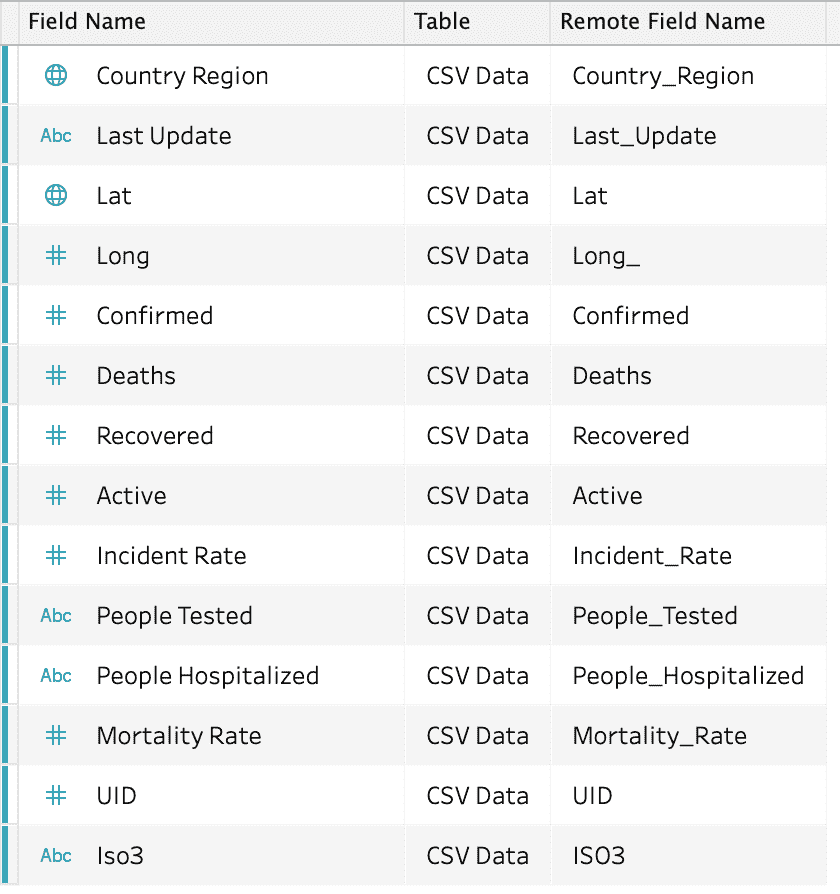 Field Name Table Remote Field Name
Country Region CSV Data Country_Region
Abc Last Update CSV Data Last_Update
Lat CSV Data Lat
# Long CSV Data Long_
# Confirmed CSV Data Confirmed
# Deaths CSV Data Deaths
# Recovered CSV Data Recovered
# Active CSV Data Active
# Incident Rate CSV Data Incident_Rate
Abc People Tested CSV Data People_Tested
Abc People Hospitalized CSV Data People_Hospitalized
# Mortality Rate CSV Data Mortality_Rate
# UID CSV Data UID
Abc Iso3 CSV Data ISO3